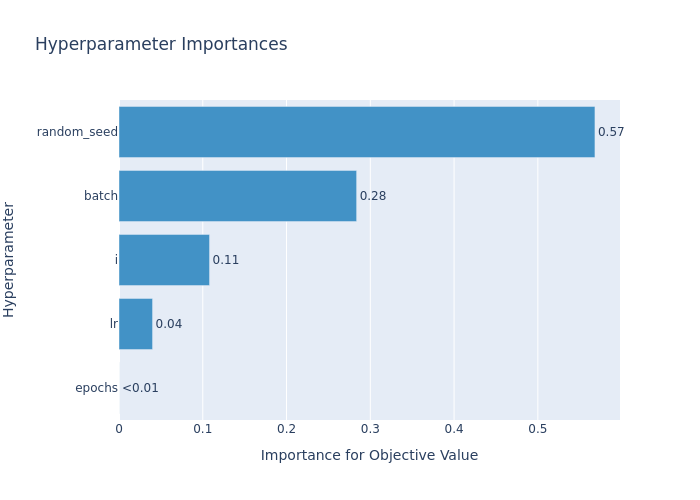 Hyperparameter Importances
Hyperparameter
random_seed 0.57
batch 0.28
i 0.11
lr 0.04
epochs <0.01
0 0.1 0.2 0.3 0.4 0.5
Importance for Objective Value